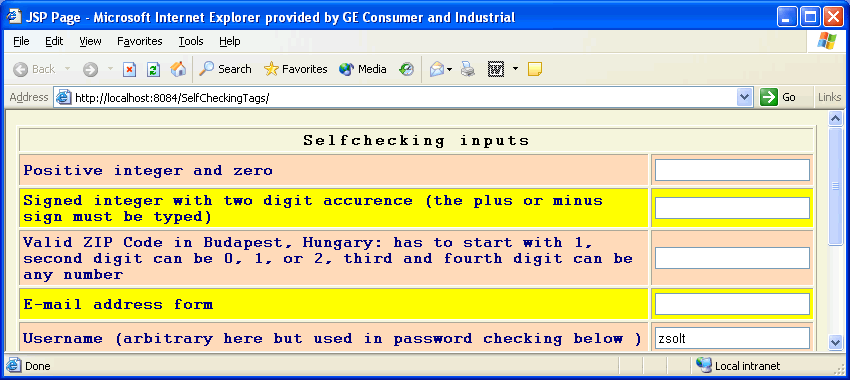 JSP Page - Microsoft Internet Explorer provided by GE Consumer and Industrial
File Edit View Favorites Tools Help
Back Search Favorites Media
Address http://localhost:8084/SelfCheckingTags/ Go Links
Selfchecking inputs
Positive integer and zero
Signed integer with two digit accurence (the plus or minus
sign must be typed)
Valid ZIP Code in Budapest, Hungary: has to start with 1,
second digit can be 0, 1, or 2, third and fourth digit can be
any number
E-mail address form
Username (arbitrary here but used in password checking below ) zsolt
Done Local intranet